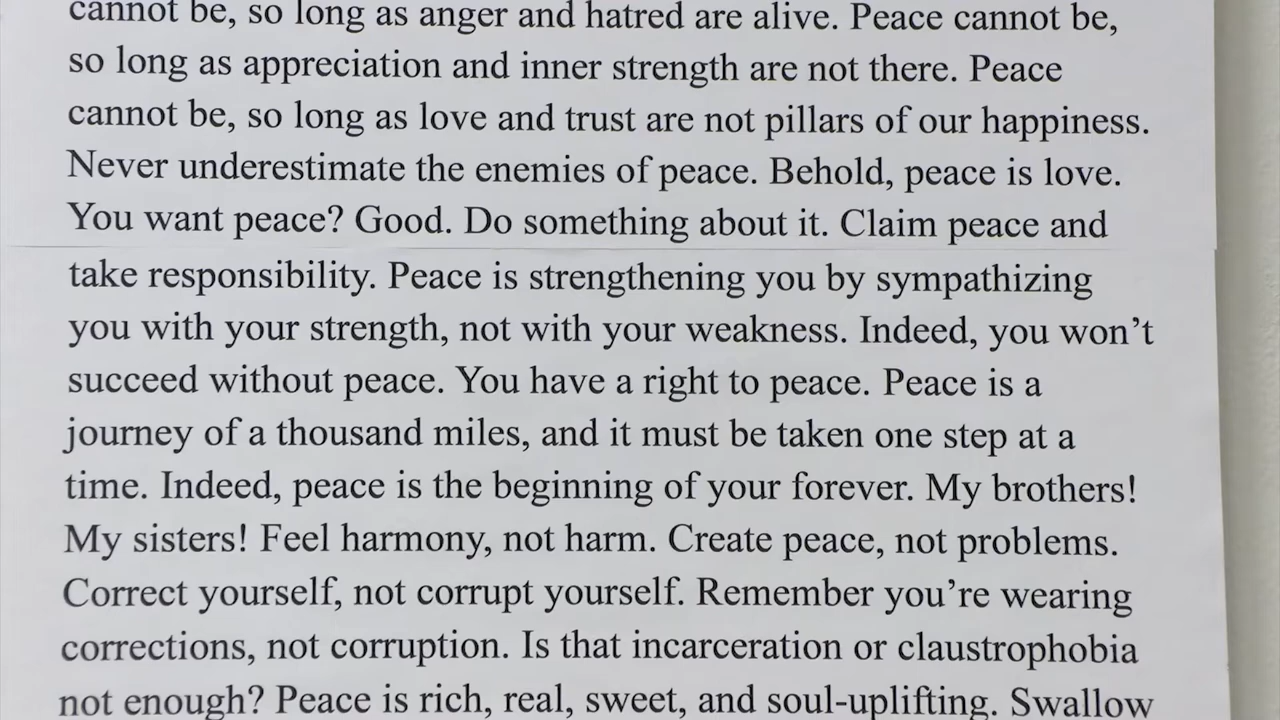 cannot be, so long as anger and hatred are alive. Peace cannot be,
so long as appreciation and inner strength are not there. Peace
cannot be, so long as love and trust are not pillars of our happiness.
Never underestimate the enemies of peace. Behold, peace is love.
You want peace? Good. Do something about it. Claim peace and
take responsibility. Peace is strengthening you by sympathizing
you with your strength, not with your weakness. Indeed, you won’t
succeed without peace. You have a right to peace. Peace is a
journey of a thousand miles, and it must be taken one step at a
time. Indeed, peace is the beginning of your forever. My brothers!
My sisters! Feel harmony, not harm. Create peace, not problems.
Correct yourself, not corrupt yourself. Remember you’re wearing
corrections, not corruption. Is that incarceration or claustrophobia
not enough? Peace is rich, real, sweet, and soul-uplifting. Swallow